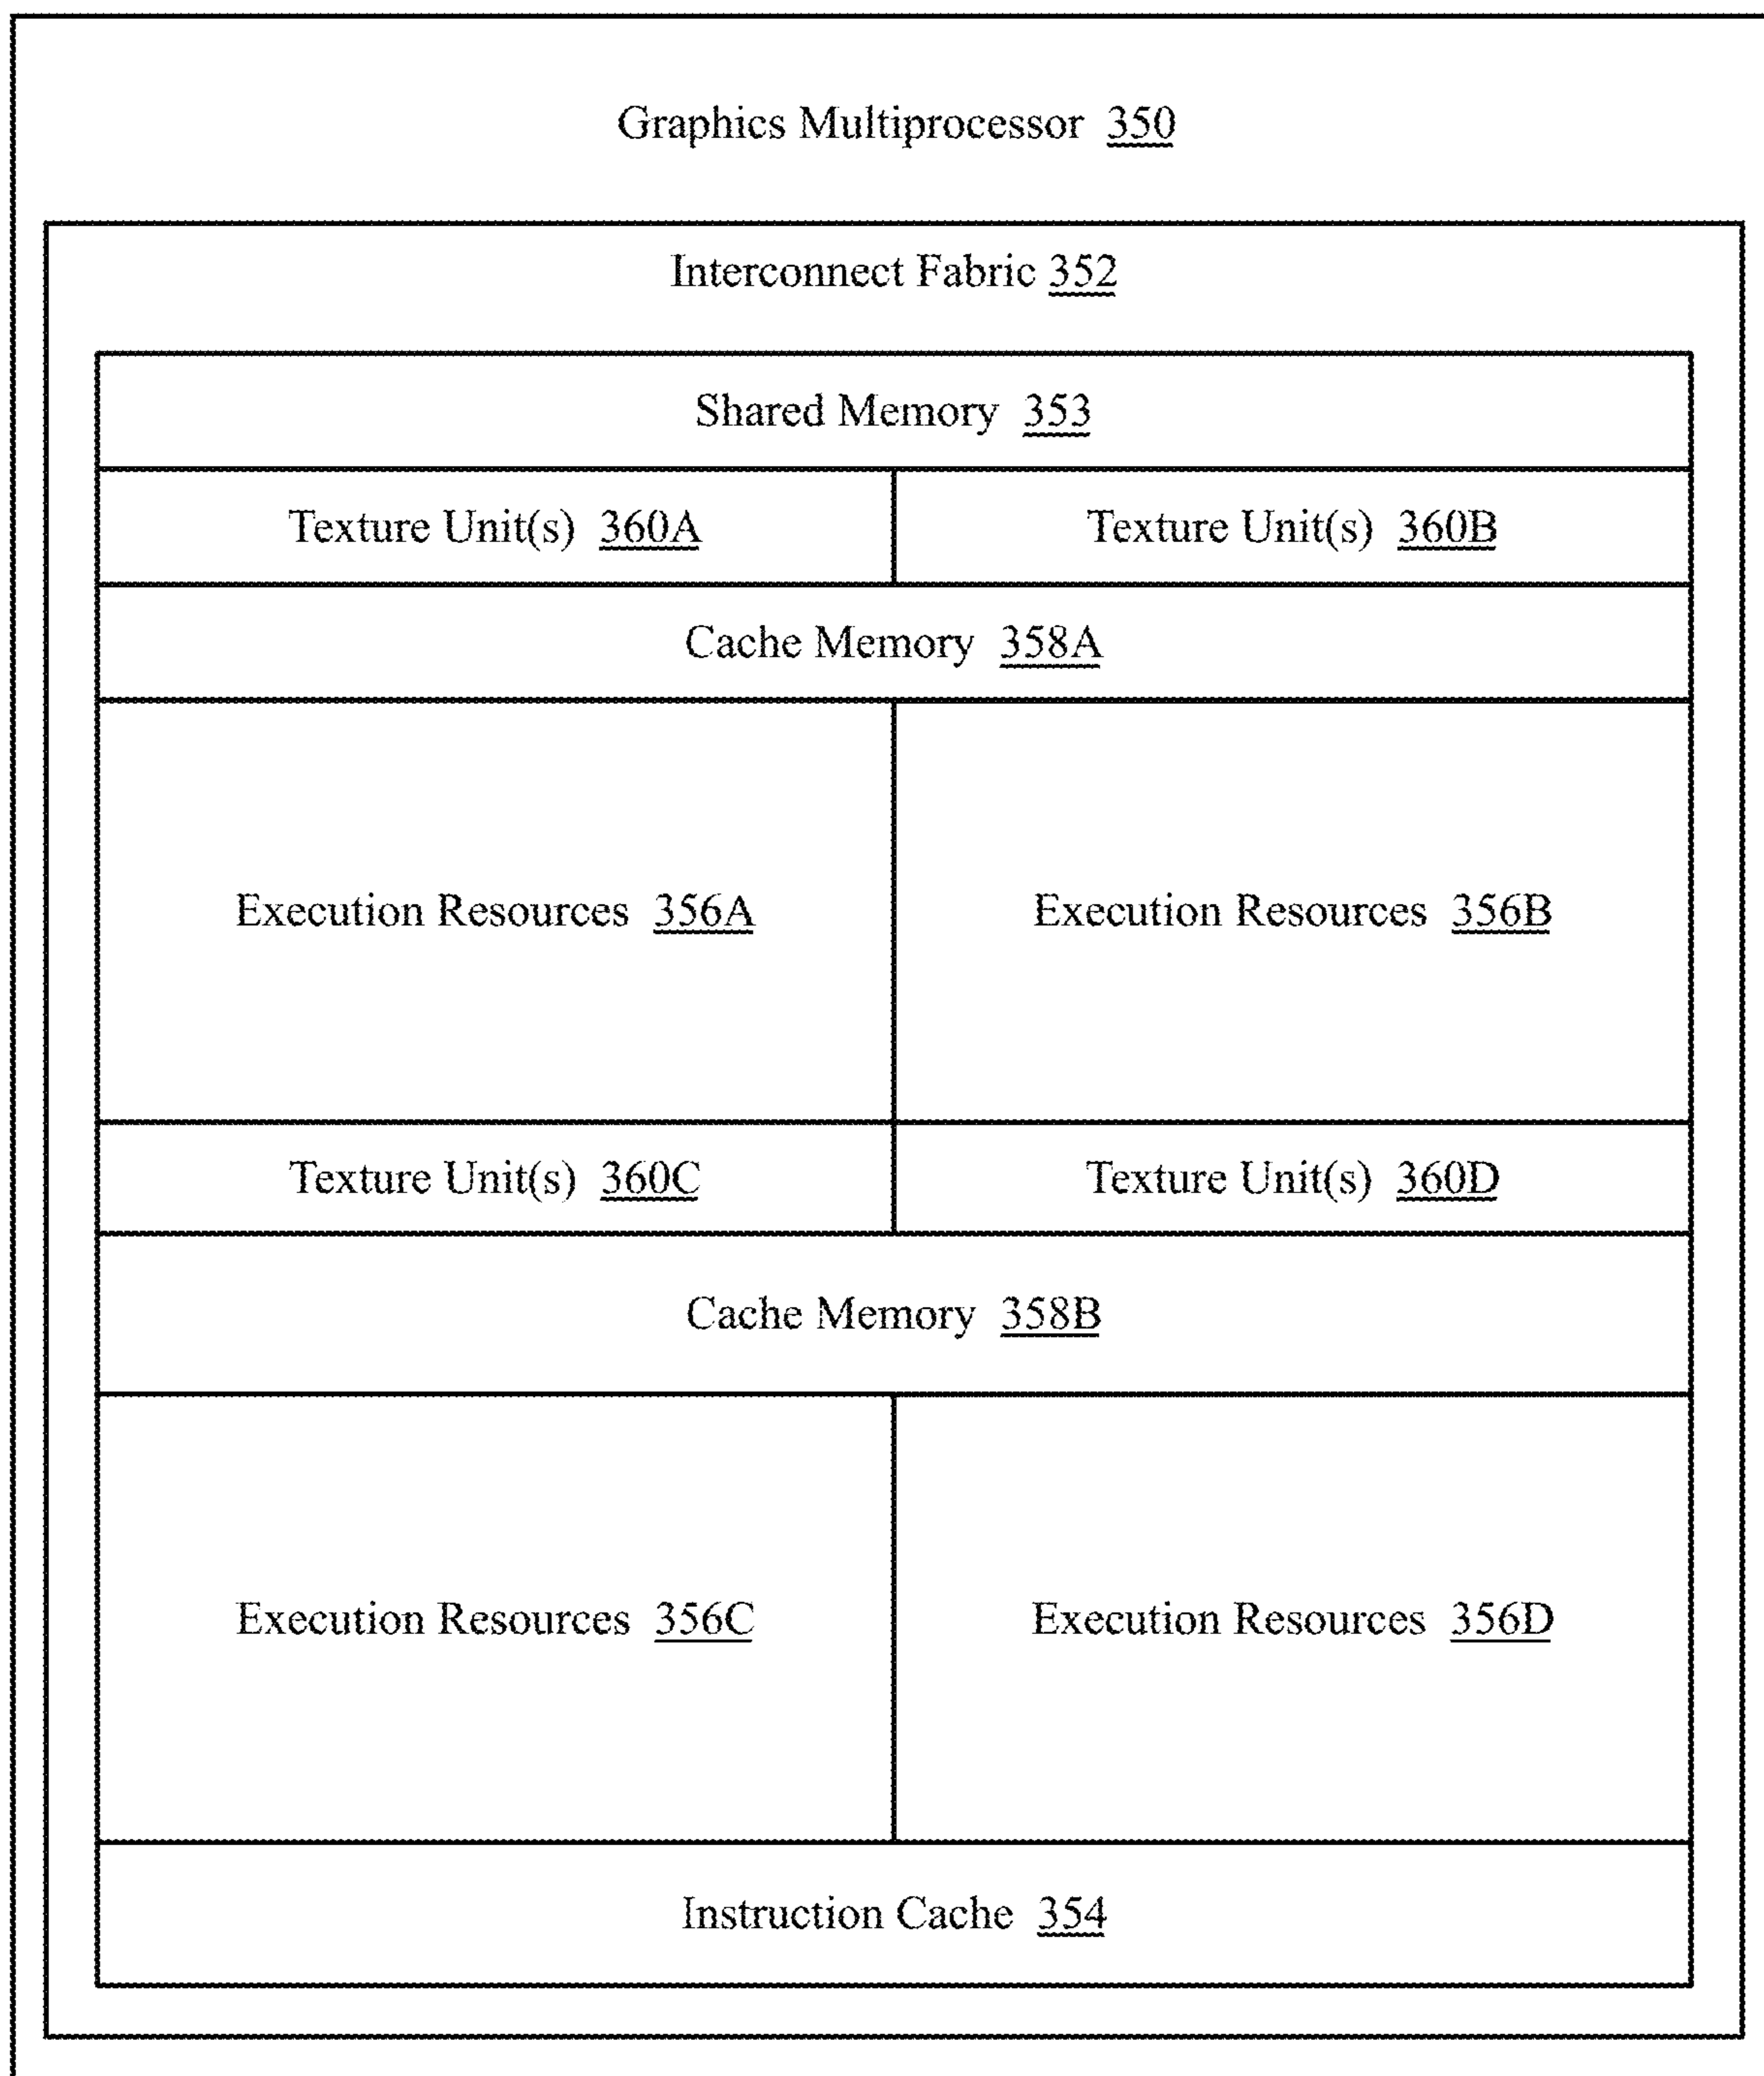 Graphics Multiprocessor 350
Interconnect Fabric 352
Shared Memory 353
Texture Unit(s) 360A
Texture Unit(s) 360B
Cache Memory 358A
Execution Resources 356A
Execution Resources 356B
Texture Unit(s) 360C
Texture Unit(s) 360D
Cache Memory 358B
Execution Resources 356C
Execution Resources 356D
Instruction Cache 354